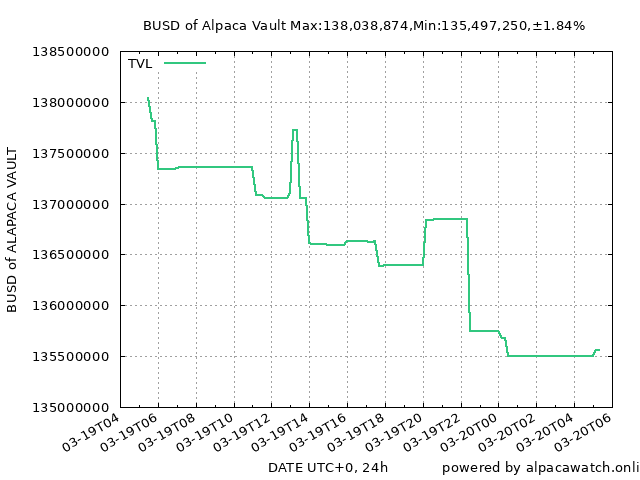 BUSD of Alpaca Vault Max:138,038,874,Min:135,497,250,±1.84%
TVL
138500000
138000000
137500000
137000000
136500000
136000000
135500000
135000000
BUSD of ALAPACA VAULT
03-19T04
03-19T06
03-19T08
03-19T10
03-19T12
03-19T14
03-19T16
03-19T18
03-19T20
03-19T22
03-20T00
03-20T02
03-20T04
03-20T06
DATE UTC+0, 24h
powered by alpacawatch.onli